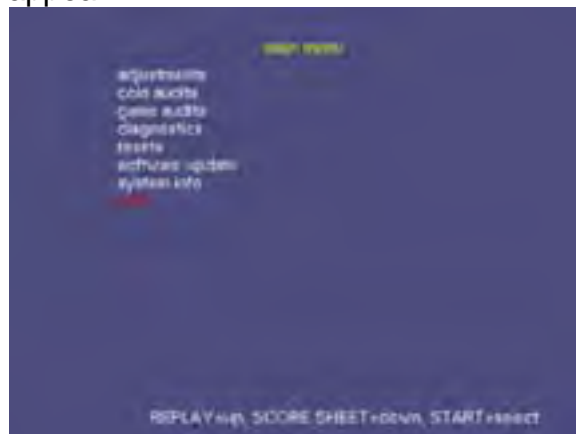 appear
main menu
adjustments
coin audits
game audits
diagnostics
resets
software update
system info
REPLAY=up, SCORE SHEET=down, START=select